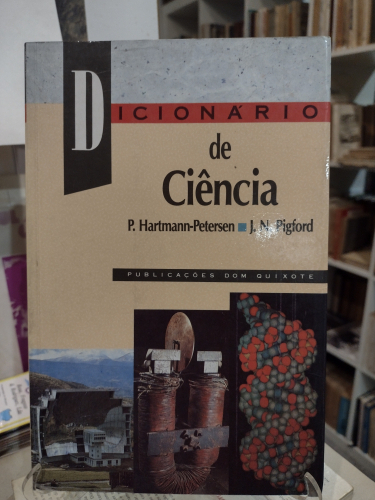 DICIONÁRIO
de
Ciência
P. Hartmann-Petersen ■ J. N. Pigford
PUBLICAÇÕES DOM QUIXOTE